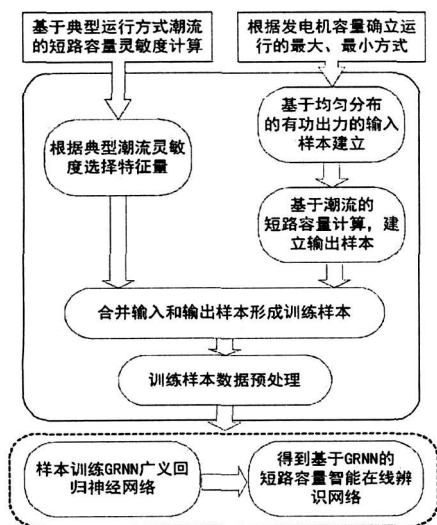 基于典型运行方式潮流
的短路容量灵敏度计算
根据发电机容量确立运
行的最大、最小方式
根据典型潮流灵敏
度选择特征量
基于均匀分布
的有功出力的输入
样本建立
基于潮流的
短路容量计算，建
立输出样本
合并输入和输出样本形成训练样本
训练样本数据预处理
样本训练GRNN广义回
归神经网络
得到基于GRNN的
短路容量智能在线辨
识网络